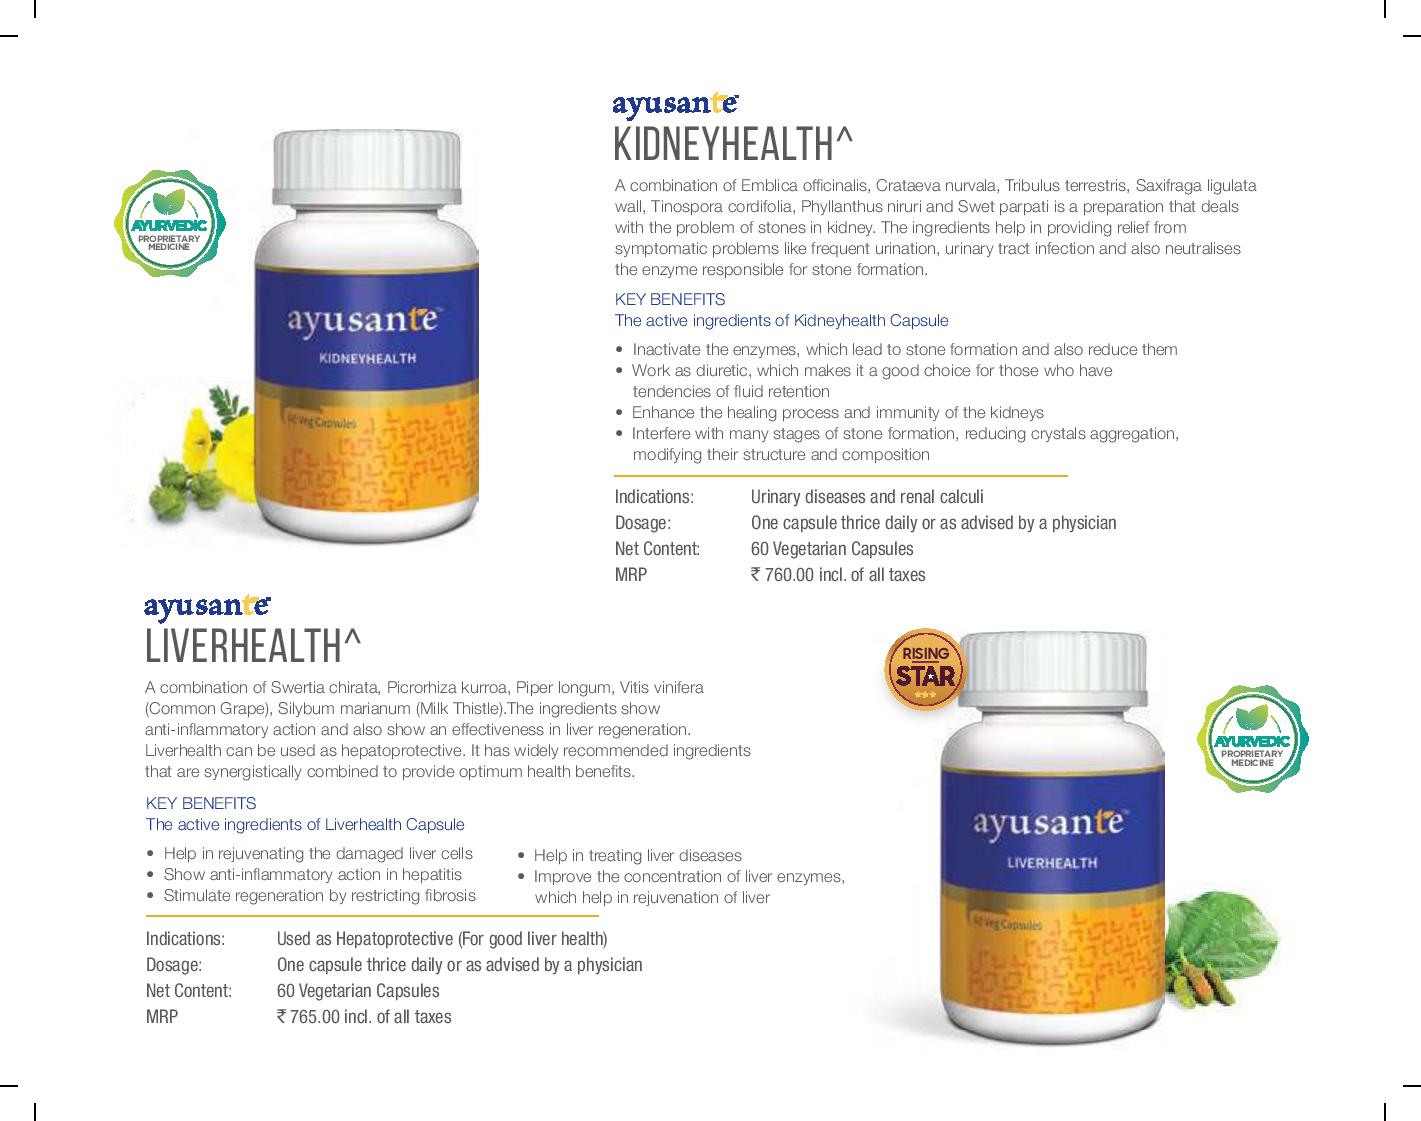 ayusante™
KIDNEYHEALTH^
A combination of Emblica officinalis, Crataeva nurvala, Tribulus terrestris, Saxifraga ligulata
wall, Tinospora cordifolia, Phyllanthus niruri and Swet parpati is a preparation that deals
with the problem of stones in kidney. The ingredients help in providing relief from
symptomatic problems like frequent urination, urinary tract infection and also neutralises
the enzyme responsible for stone formation.
KEY BENEFITS
The active ingredients of Kidneyhealth Capsule
• Inactivate the enzymes, which lead to stone formation and also reduce them
• Work as diuretic, which makes it a good choice for those who have
tendencies of fluid retention
• Enhance the healing process and immunity of the kidneys
• Interfere with many stages of stone formation, reducing crystals aggregation,
modifying their structure and composition
Indications: Urinary diseases and renal calculi
Dosage: One capsule thrice daily or as advised by a physician
Net Content: 60 Vegetarian Capsules
MRP ₹ 760.00 incl. of all taxes
AYURVEDIC
PROPRIETARY
MEDICINE
ayusante™
KIDNEYHEALTH
60 Veg Capsules
ayusante™
LIVERHEALTH^
A combination of Swertia chirata, Picrorhiza kurroa, Piper longum, Vitis vinifera
(Common Grape), Silybum marianum (Milk Thistle).The ingredients show
anti-inflammatory action and also show an effectiveness in liver regeneration.
Liverhealth can be used as hepatoprotective. It has widely recommended ingredients
that are synergistically combined to provide optimum health benefits.
KEY BENEFITS
The active ingredients of Liverhealth Capsule
• Help in rejuvenating the damaged liver cells
• Show anti-inflammatory action in hepatitis
• Stimulate regeneration by restricting fibrosis
• Help in treating liver diseases
• Improve the concentration of liver enzymes,
which help in rejuvenation of liver
Indications: Used as Hepatoprotective (For good liver health)
Dosage: One capsule thrice daily or as advised by a physician
Net Content: 60 Vegetarian Capsules
MRP ₹ 765.00 incl. of all taxes
RISING
STAR
ayusante™
LIVERHEALTH
60 Veg Capsules
AYURVEDIC
PROPRIETARY
MEDICINE